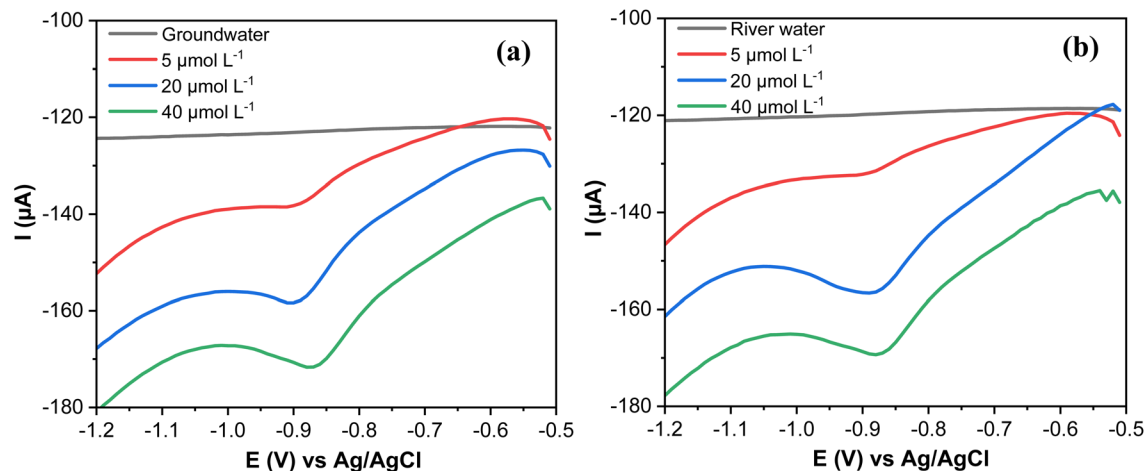 (a)
Groundwater
5 µmol L⁻¹
20 µmol L⁻¹
40 µmol L⁻¹
I (µA)
-100
-120
-140
-160
-180
-1.2 -1.1 -1.0 -0.9 -0.8 -0.7 -0.6 -0.5
E (V) vs Ag/AgCl
(b)
River water
5 µmol L⁻¹
20 µmol L⁻¹
40 µmol L⁻¹
I (µA)
-100
-120
-140
-160
-180
-1.2 -1.1 -1.0 -0.9 -0.8 -0.7 -0.6 -0.5
E (V) vs Ag/AgCl